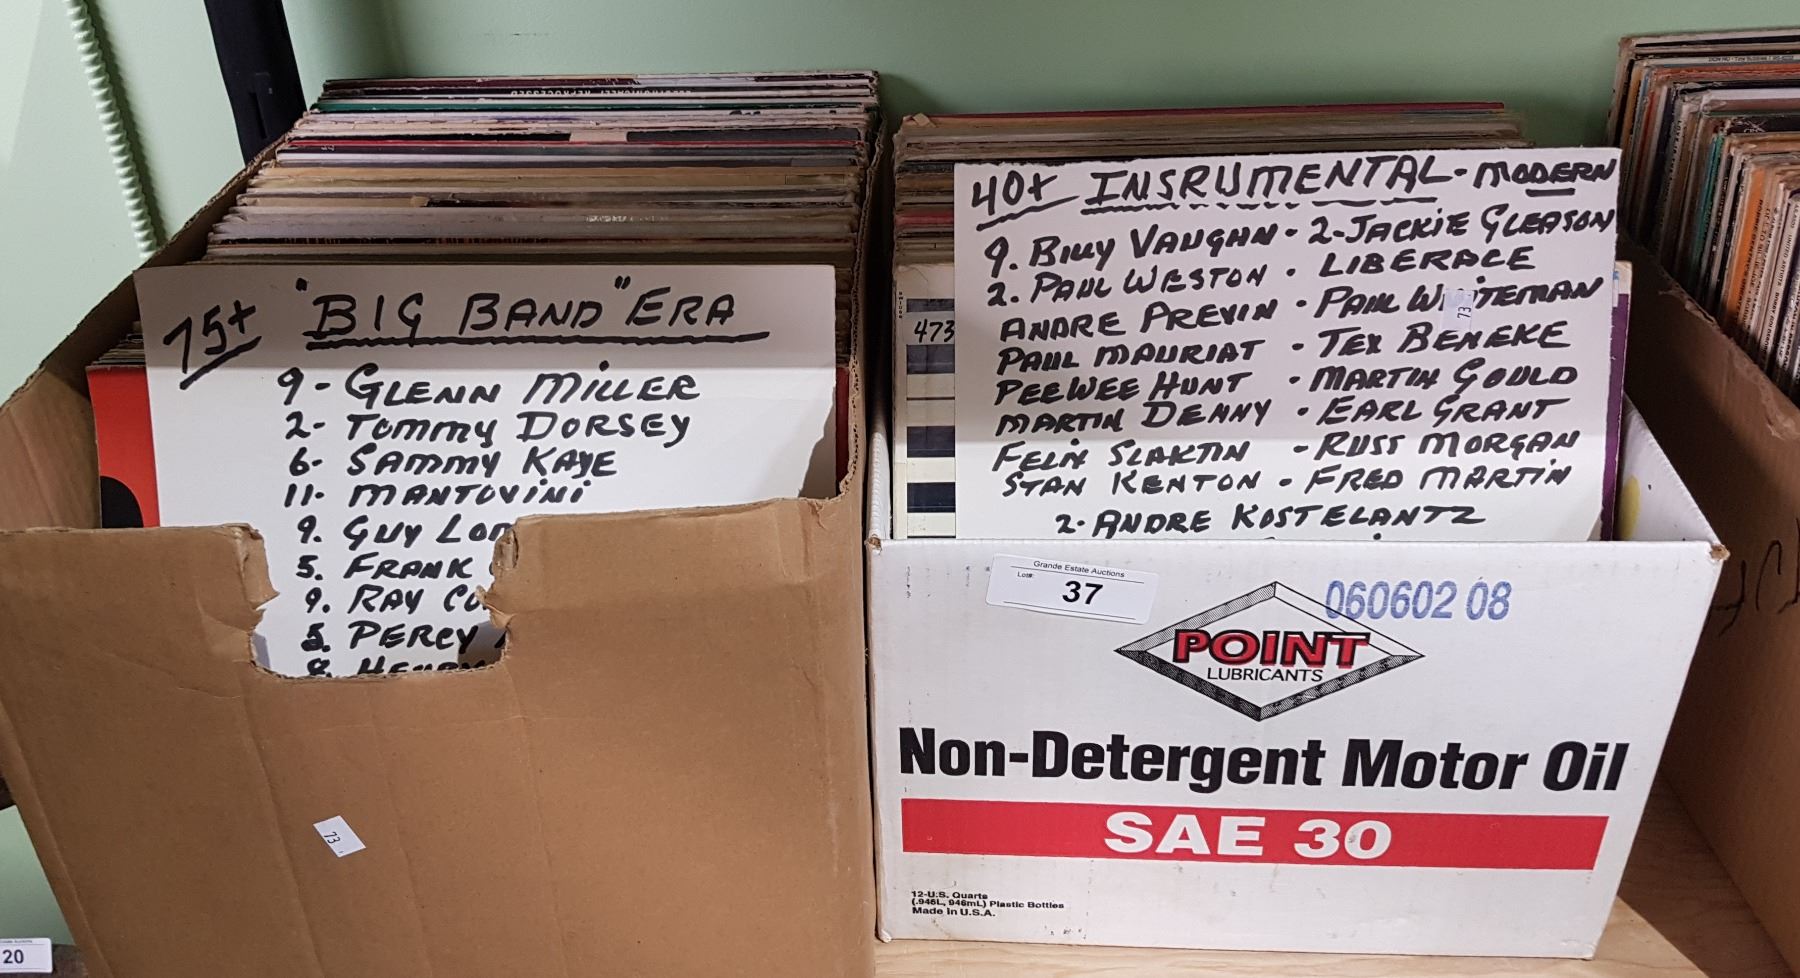 75+ "BIG BAND" ERA
9- GLENN MILLER
2- TOMMY DORSEY
6- SAMMY KAYE
11- MANTOVINI
9. GUY
5. FRANK
9. RAY
5. PERCY
8.
73
40+ INSRUMENTAL - MODERN
9. BILLY VAUGHN - 2-JACKIE GLEASON
2. PAUL WESTON . LIBERACE
ANDRE PREVIN . PAUL
PAUL MAURIAT - TEX BENEKE
PEEWEE HUNT . MARTIN GOULD
MARTIN DENNY . EARL GRANT
FELIX SLAKTIN - RUSS MORGAN
STAN KENTON . FRED MARTIN
2. ANDRE KOSTELANTZ
73
473
Grande Estate Auctions
Lot#:
37
060602 08
POINT
LUBRICANTS
Non-Detergent Motor Oil
SAE 30
12-U.S. Quarts
(.946L, 946mL) Plastic Bottles
Made in U.S.A.
20